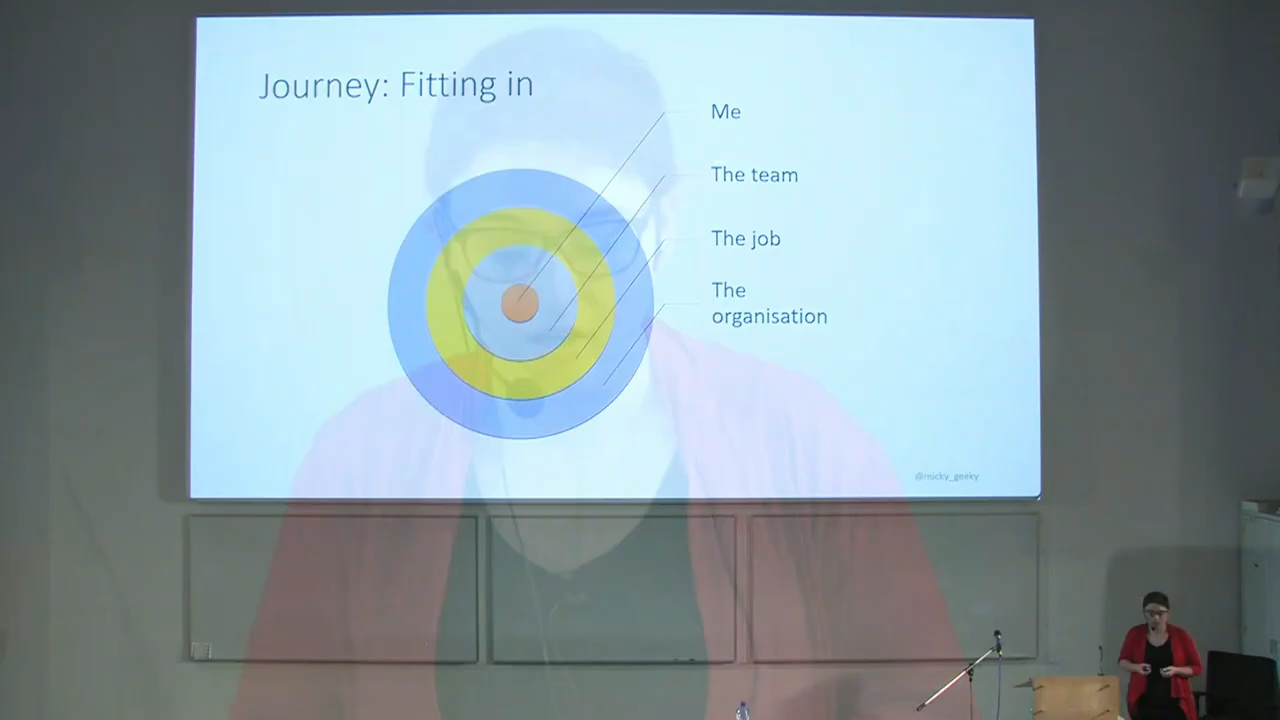 Journey: Fitting in
Me
The team
The job
The
organisation
@micky_geeky